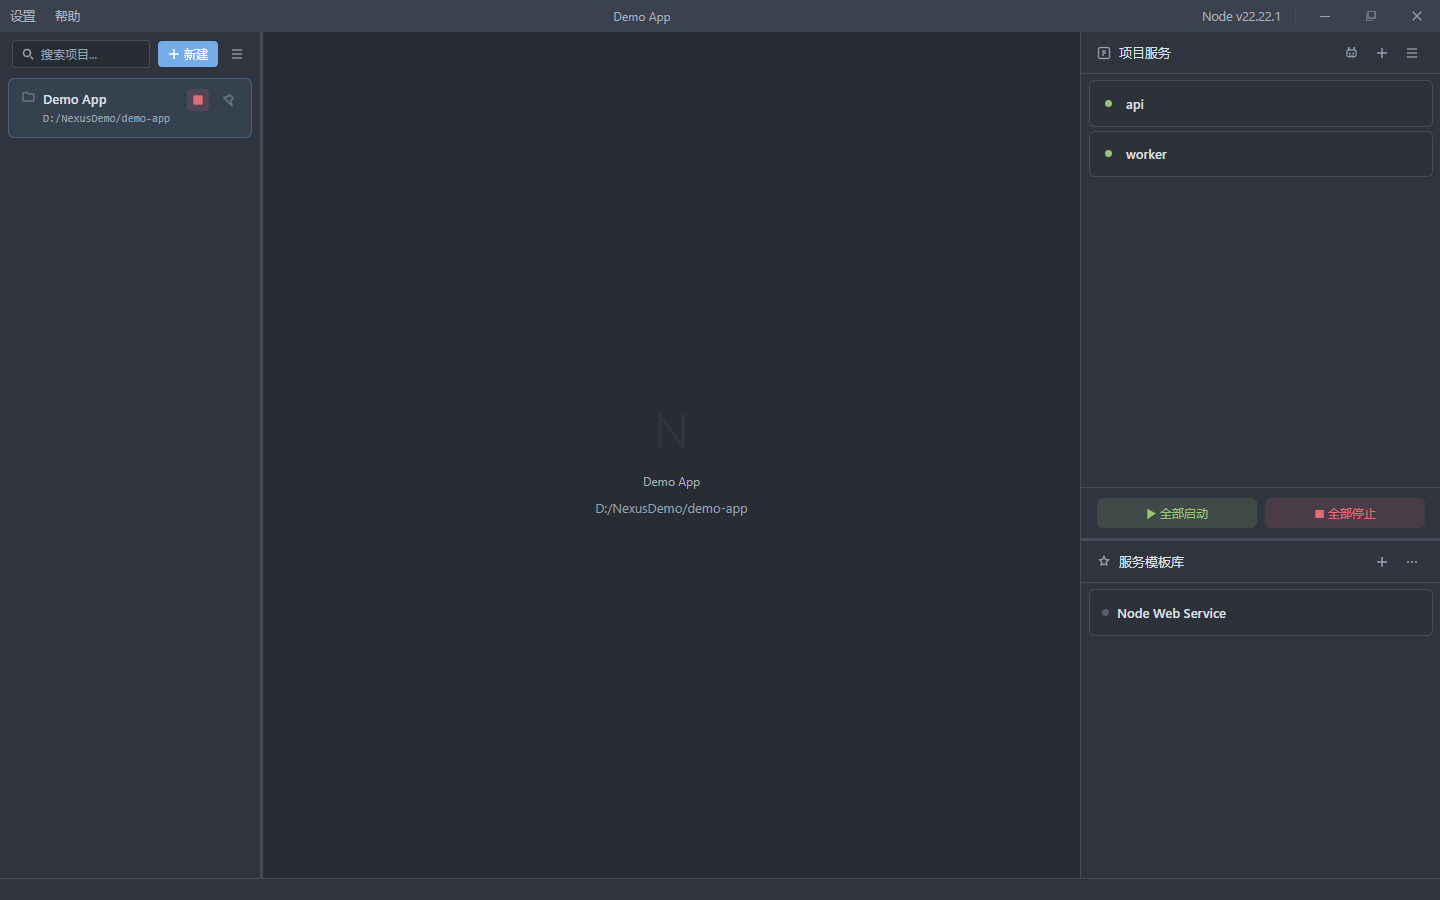 设置 帮助 Demo App Node v22.22.1
搜索项目... 新建
Demo App
D:/NexusDemo/demo-app
N
Demo App
D:/NexusDemo/demo-app
项目服务
api
worker
全部启动 全部停止
服务模板库
Node Web Service